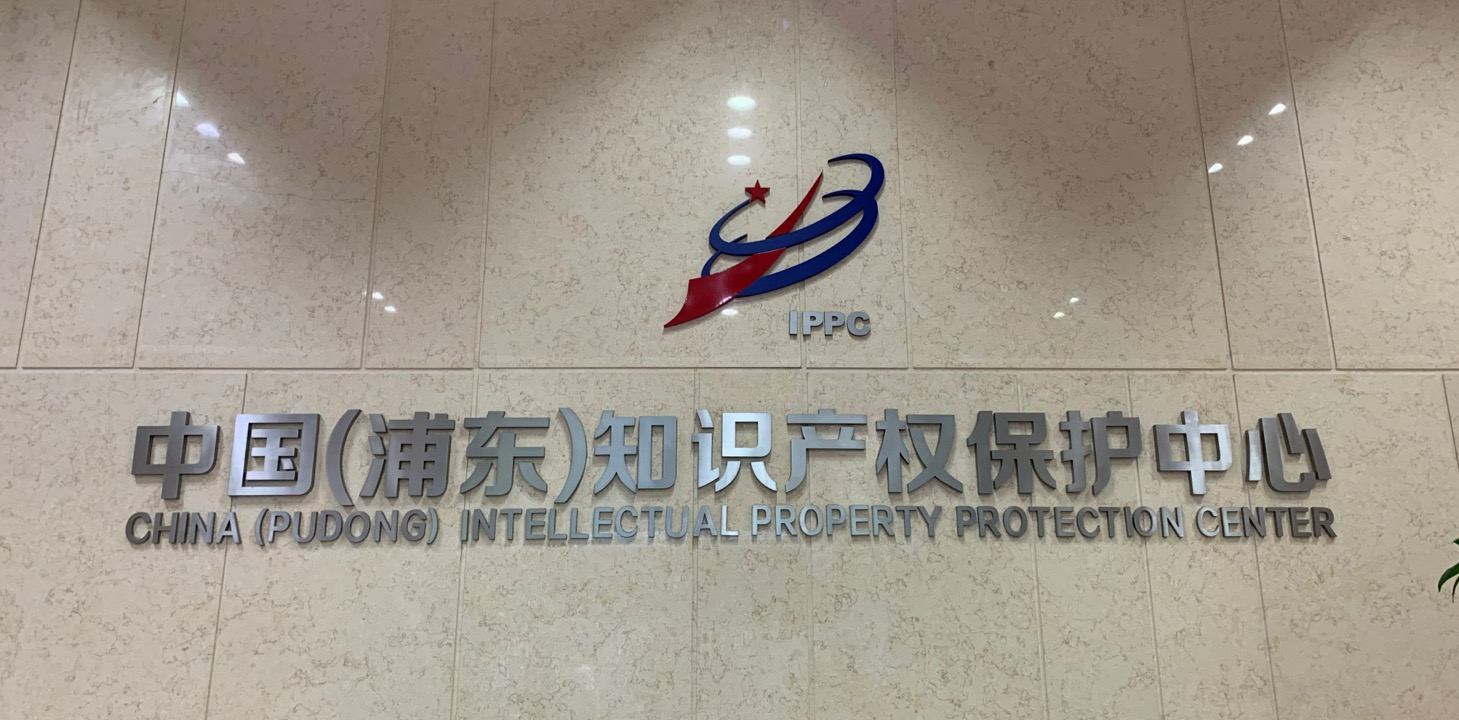 IPPC
中国(浦东)知识产权保护中心
CHINA (PUDONG) INTELLECTUAL PROPERTY PROTECTION CENTER